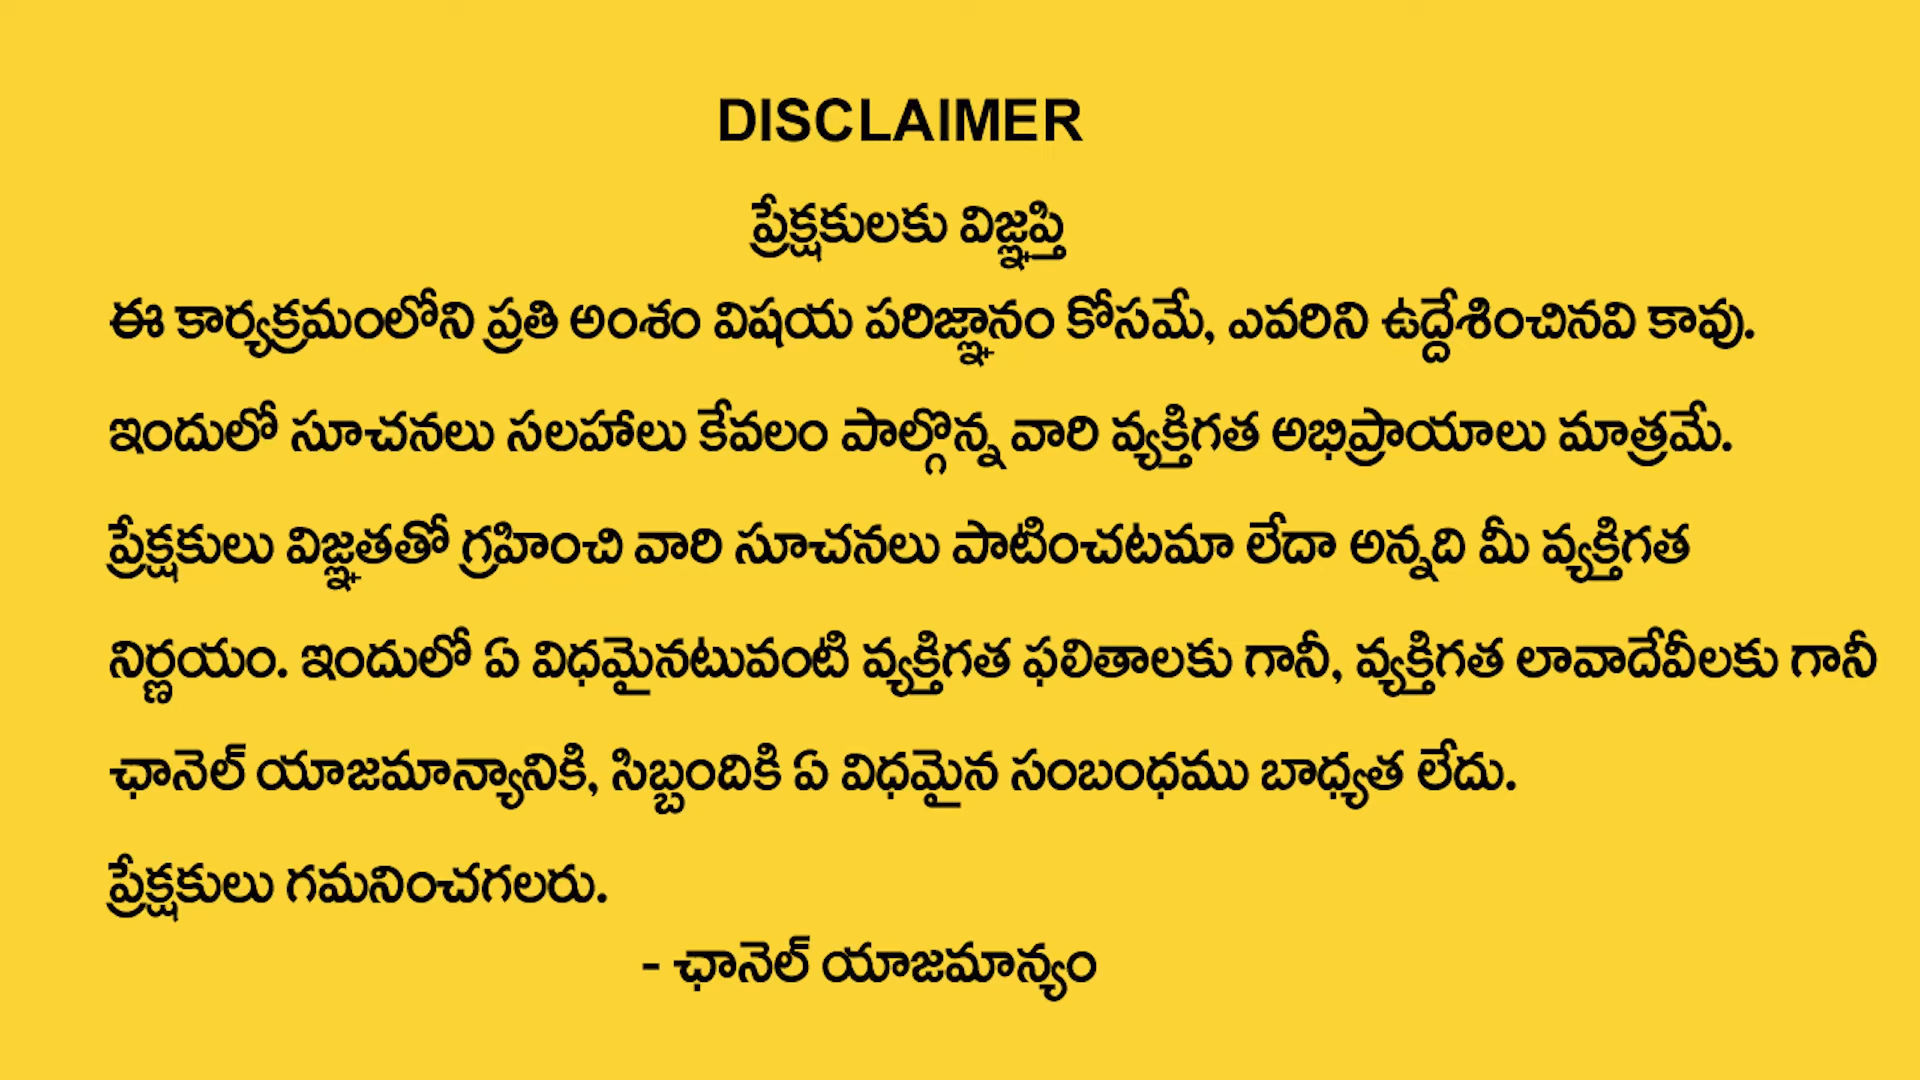 DISCLAIMER
ప్రేక్షకులకు విజ్ఞప్తి
ఈ కార్యక్రమంలోని ప్రతి అంశం విషయ పరిజ్ఞానం కోసమే, ఎవరిని ఉద్దేశించినవి కావు.
ఇందులో సూచనలు సలహాలు కేవలం పాల్గొన్న వారి వ్యక్తిగత అభిప్రాయాలు మాత్రమే.
ప్రేక్షకులు విజ్ఞతతో గ్రహించి వారి సూచనలు పాటించటమా లేదా అన్నది మీ వ్యక్తిగత
నిర్ణయం. ఇందులో ఏ విధమైనటువంటి వ్యక్తిగత ఫలితాలకు గానీ, వ్యక్తిగత లావాదేవీలకు గానీ
ఛానెల్ యాజమాన్యానికి, సిబ్బందికి ఏ విధమైన సంబంధము బాధ్యత లేదు.
ప్రేక్షకులు గమనించగలరు.
- ఛానెల్ యాజమాన్యం